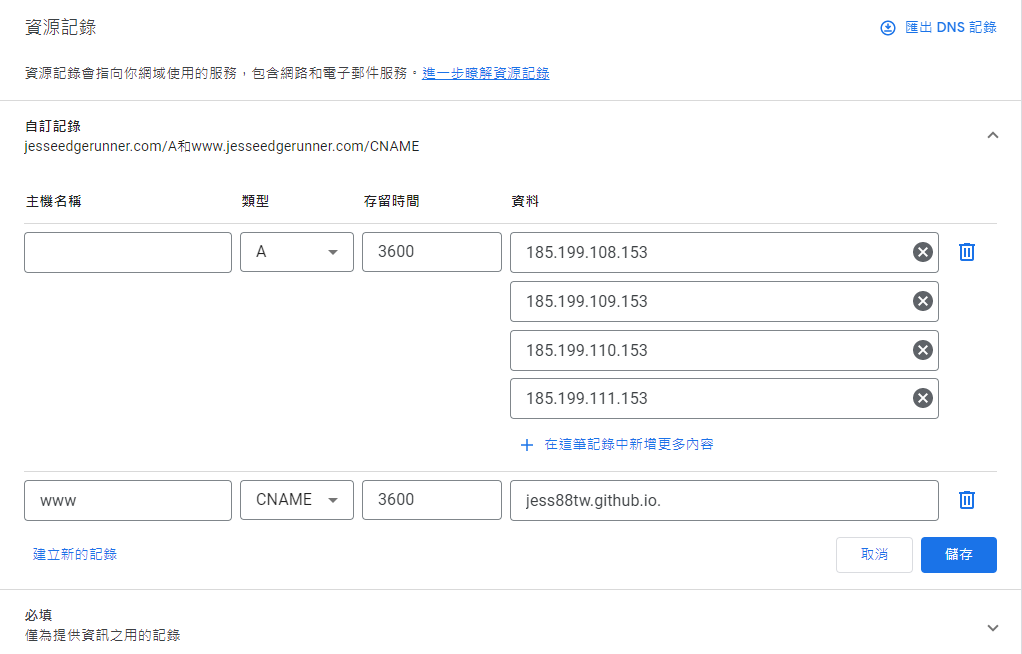 資源記錄
匯出 DNS 記錄
資源記錄會指向你網域使用的服務，包含網路和電子郵件服務。進一步瞭解資源記錄
自訂記錄
jesseedgerunner.com/A和www.jesseedgerunner.com/CNAME
主機名稱 類型 存留時間 資料
A 3600 185.199.108.153
185.199.109.153
185.199.110.153
185.199.111.153
在這筆記錄中新增更多內容
www CNAME 3600 jess88tw.github.io.
建立新的記錄 取消 儲存
必填
僅為提供資訊之用的記錄